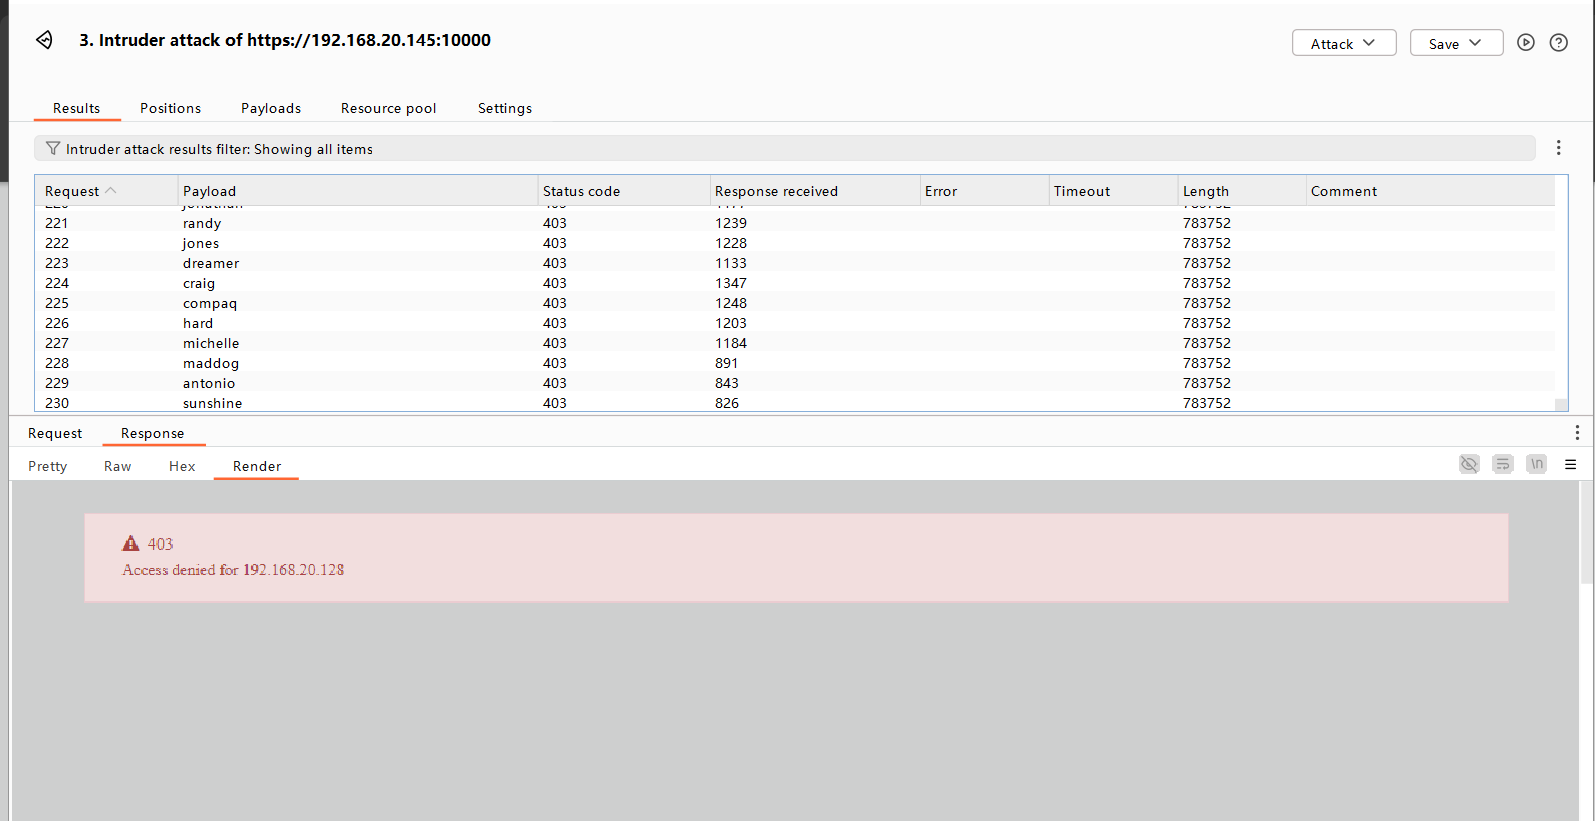 3. Intruder attack of https://192.168.20.145:10000
Attack
Save
Results Positions Payloads Resource pool Settings
Intruder attack results filter: Showing all items
Request Payload Status code Response received Error Timeout Length Comment
221 randy 403 1239 783752
222 jones 403 1228 783752
223 dreamer 403 1133 783752
224 craig 403 1347 783752
225 compaq 403 1248 783752
226 hard 403 1203 783752
227 michelle 403 1184 783752
228 maddog 403 891 783752
229 antonio 403 843 783752
230 sunshine 403 826 783752
Request Response
Pretty Raw Hex Render
\n
403
Access denied for 192.168.20.128